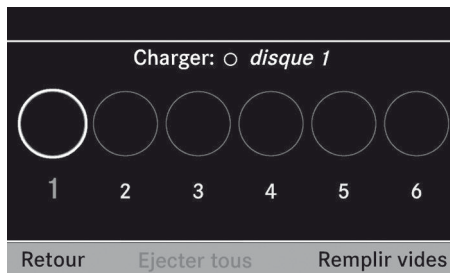 Charger: ○ disque 1
1 2 3 4 5 6
Retour Ejecter tous Remplir vides